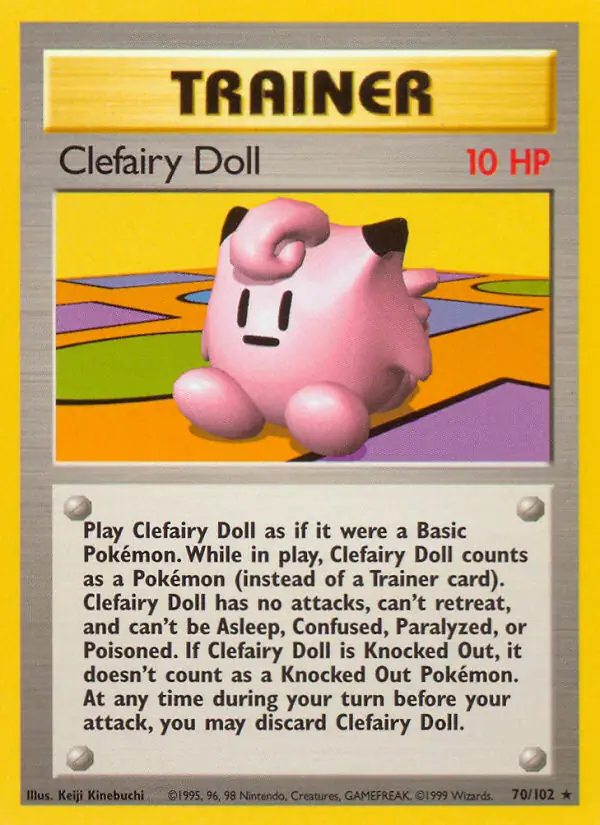 TRAINER
Clefairy Doll 10 HP
Play Clefairy Doll as if it were a Basic
Pokémon. While in play, Clefairy Doll counts
as a Pokémon (instead of a Trainer card).
Clefairy Doll has no attacks, can't retreat,
and can't be Asleep, Confused, Paralyzed, or
Poisoned. If Clefairy Doll is Knocked Out, it
doesn't count as a Knocked Out Pokémon.
At any time during your turn before your
attack, you may discard Clefairy Doll.
Illus. Keiji Kinebuchi ©1995, 96, 98 Nintendo, Creatures, GAMEFREAK. ©1999 Wizards. 70/102 ★